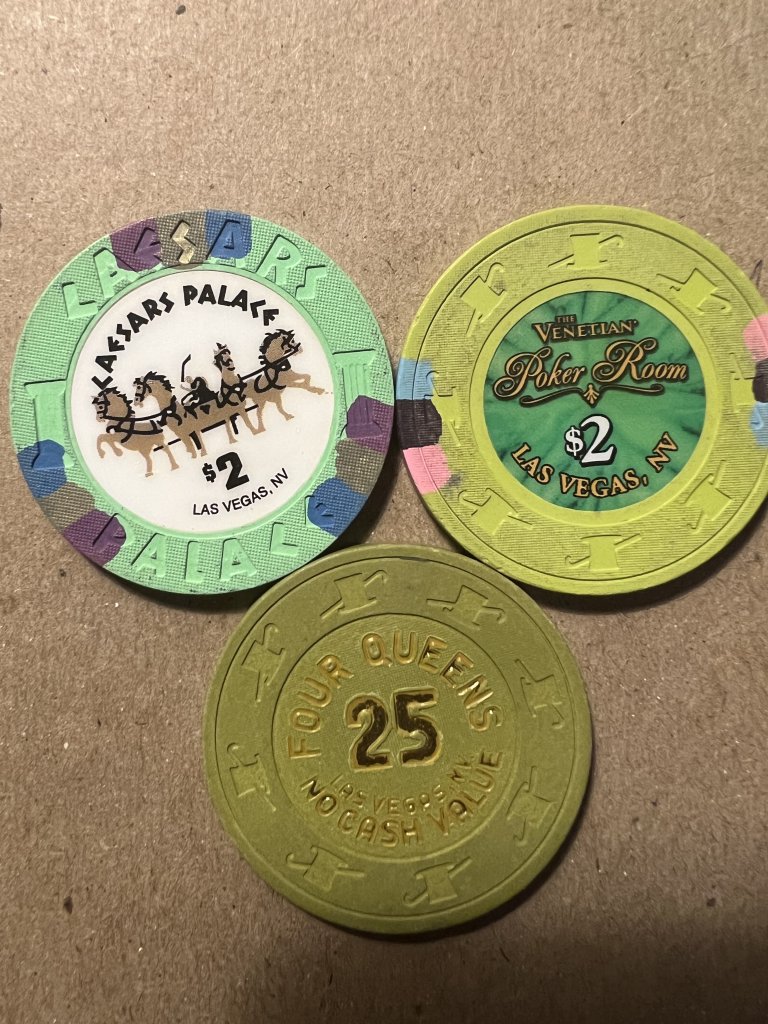 CAESARS
CAESARS PALACE
$2
LAS VEGAS, NV
PALACE
THE
VENETIAN
Poker Room
$2
LAS VEGAS, NV
FOUR QUEENS
25
LAS VEGAS NV.
NO CASH VALUE